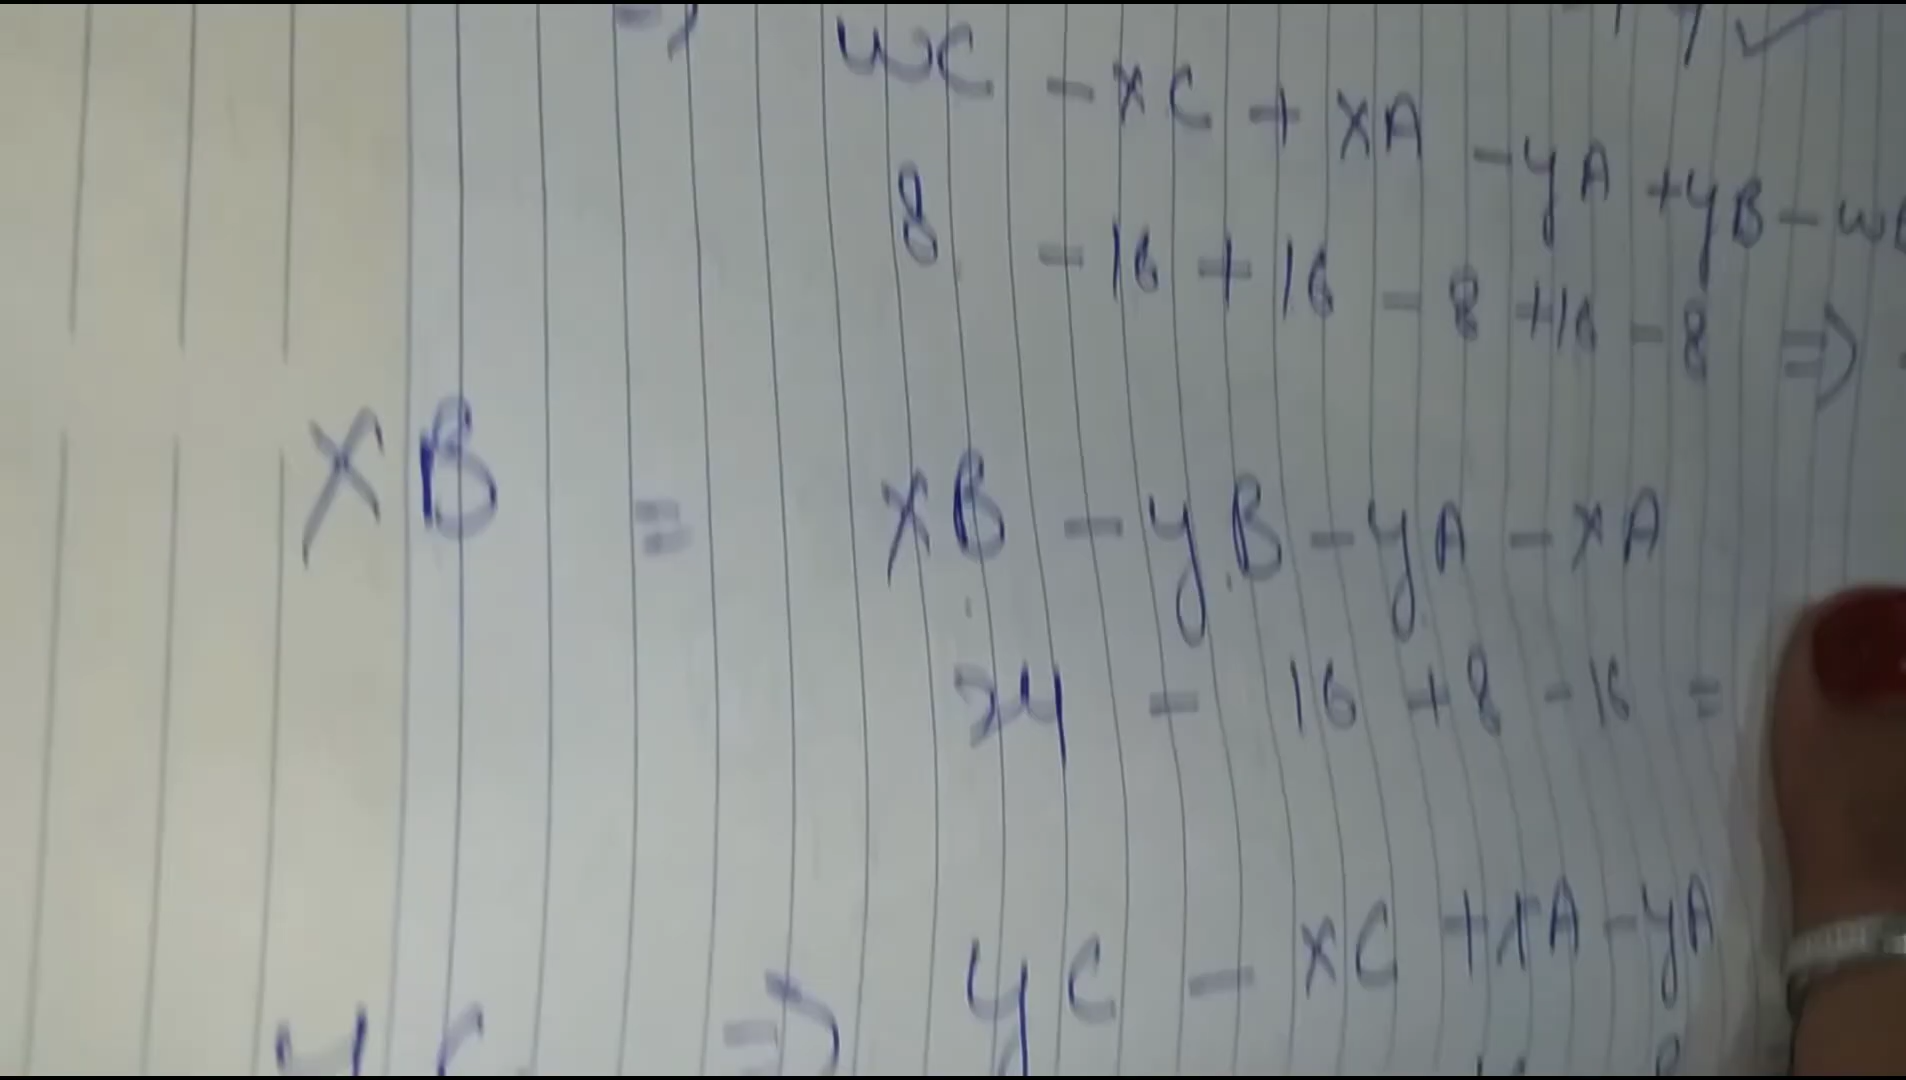 wC - xC + xA - yA + yB - w
8 - 16 + 16 - 8 + 16 - 8 ⇒
XB = xB - yB - yA - xA
24 - 16 + 8 - 16 =
⇒ yC - xC + xA - yA